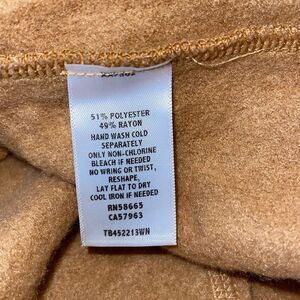 51% POLYESTER
49% RAYON
HAND WASH COLD
SEPARATELY
ONLY NON-CHLORINE
BLEACH IF NEEDED
NO WRING OR TWIST,
RESHAPE,
LAY FLAT TO DRY
COOL IRON IF NEEDED
RN58665
CA57963
TB452213WN